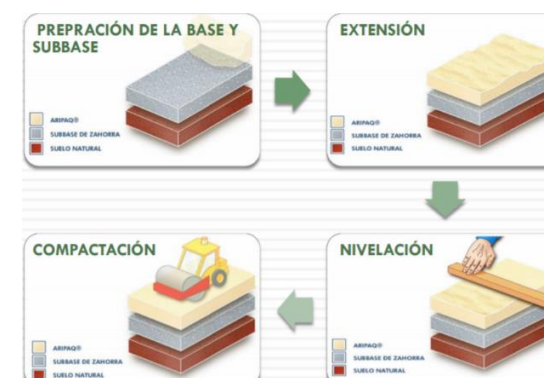 PREPRACIÓN DE LA BASE Y
SUBBASE
ARIPAQ®
SUBBASE DE ZAHORRA
SUELO NATURAL
EXTENSIÓN
ARIPAQ®
SUBBASE DE ZAHORRA
SUELO NATURAL
COMPACTACIÓN
ARIPAQ®
SUBBASE DE ZAHORRA
SUELO NATURAL
NIVELACIÓN
ARIPAQ®
SUBBASE DE ZAHORRA
SUELO NATURAL